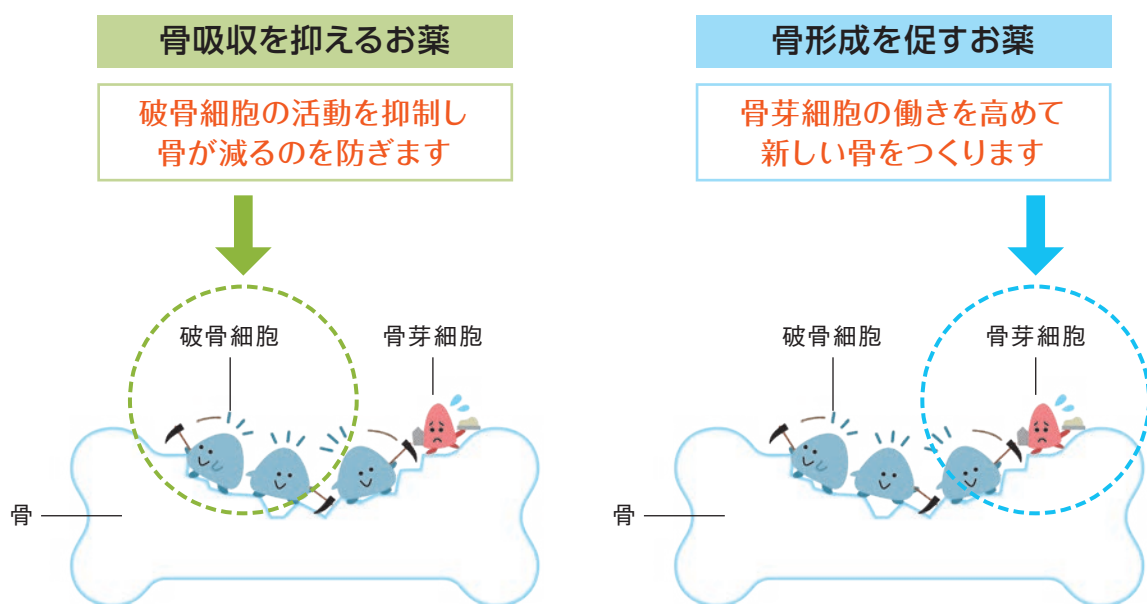 骨吸収を抑えるお薬
破骨細胞の活動を抑制し
骨が減るのを防ぎます
破骨細胞
骨芽細胞
骨
骨形成を促すお薬
骨芽細胞の働きを高めて
新しい骨をつくります
破骨細胞
骨芽細胞
骨